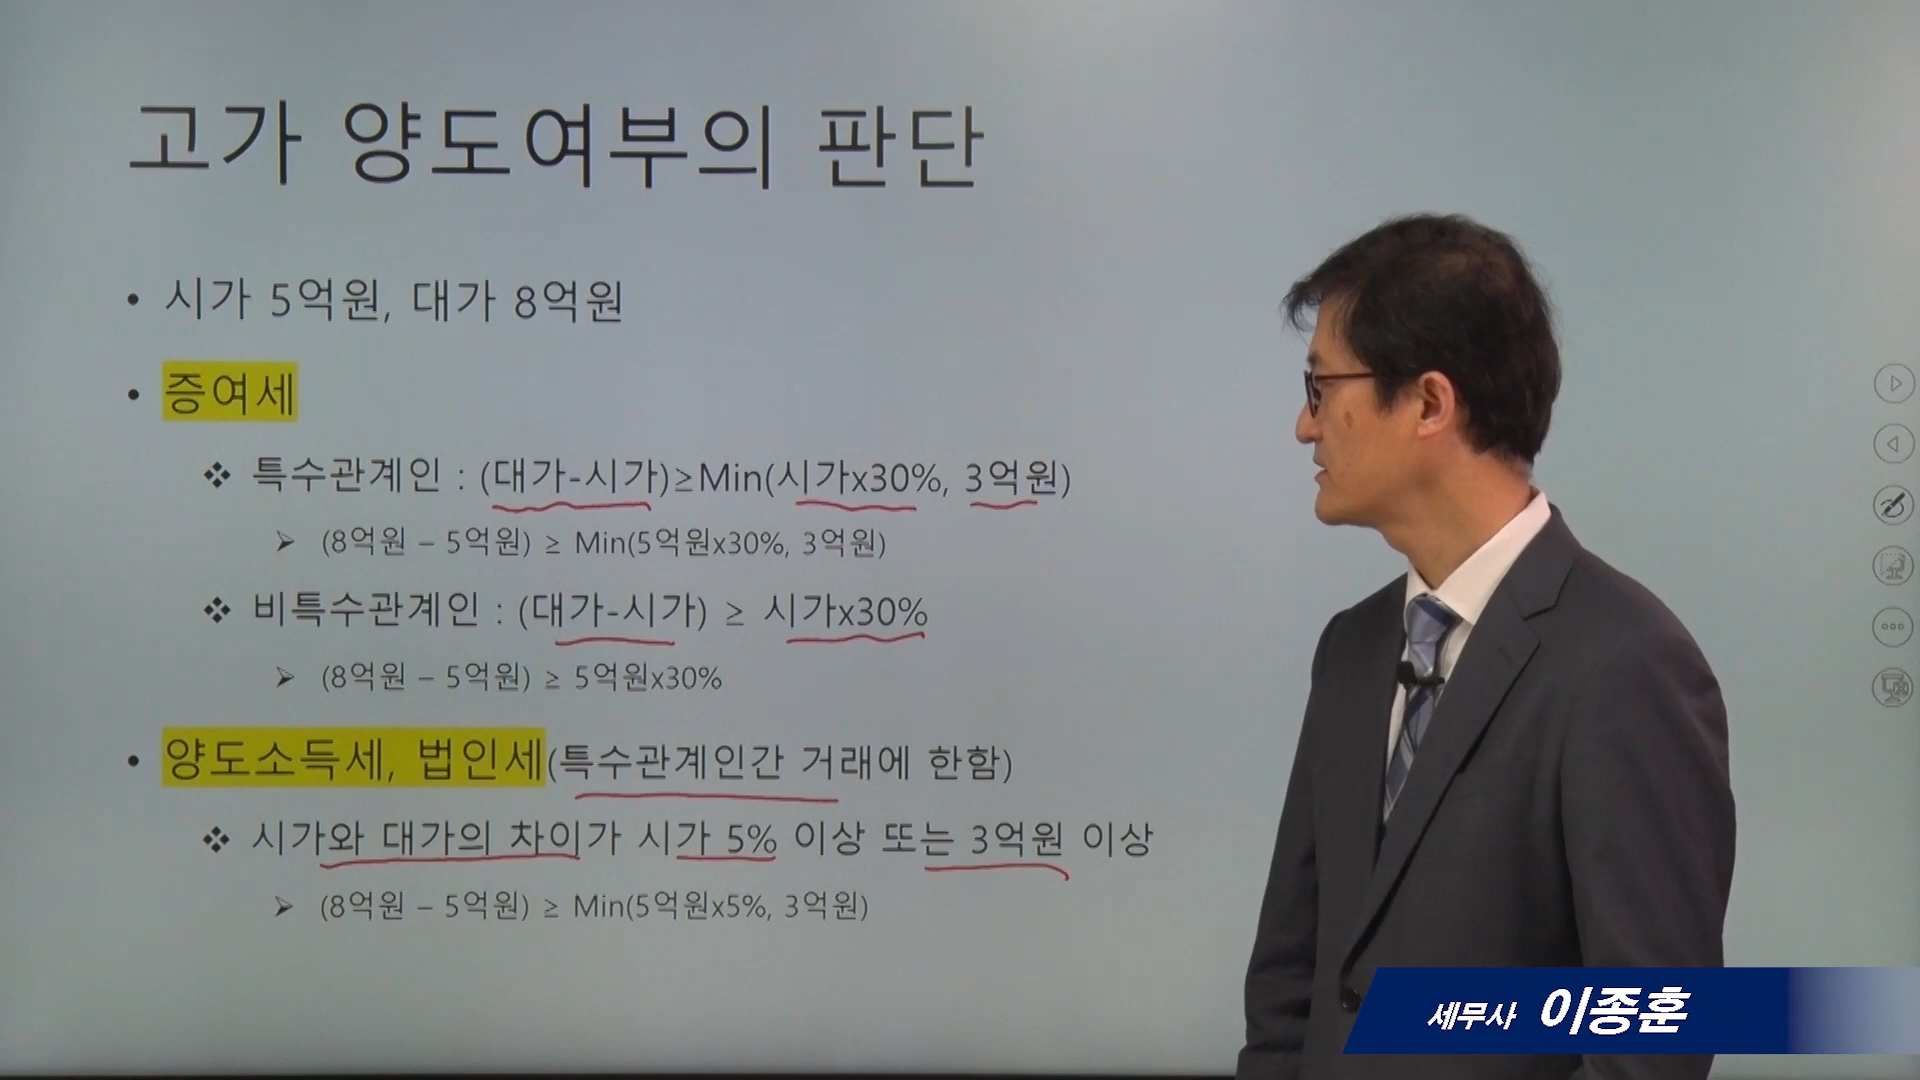 고가 양도여부의 판단
• 시가 5억원, 대가 8억원
• 증여세
❖ 특수관계인 : (대가-시가)≥Min(시가x30%, 3억원)
➢ (8억원 – 5억원) ≥ Min(5억원x30%, 3억원)
❖ 비특수관계인 : (대가-시가) ≥ 시가x30%
➢ (8억원 – 5억원) ≥ 5억원x30%
• 양도소득세, 법인세(특수관계인간 거래에 한함)
❖ 시가와 대가의 차이가 시가 5% 이상 또는 3억원 이상
➢ (8억원 – 5억원) ≥ Min(5억원x5%, 3억원)
세무사 이종훈